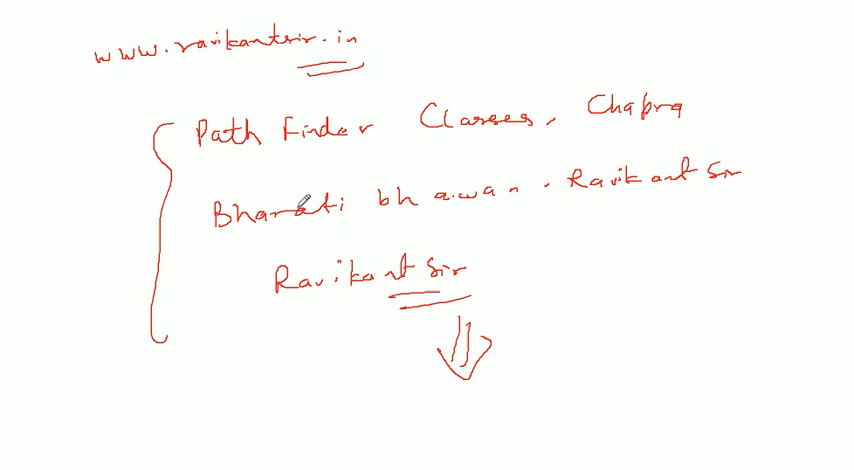 www.ravikantsir.in
Path Finder Classes, Chapra
Bharati bhawan. Ravikant Sir
Ravikant Sir